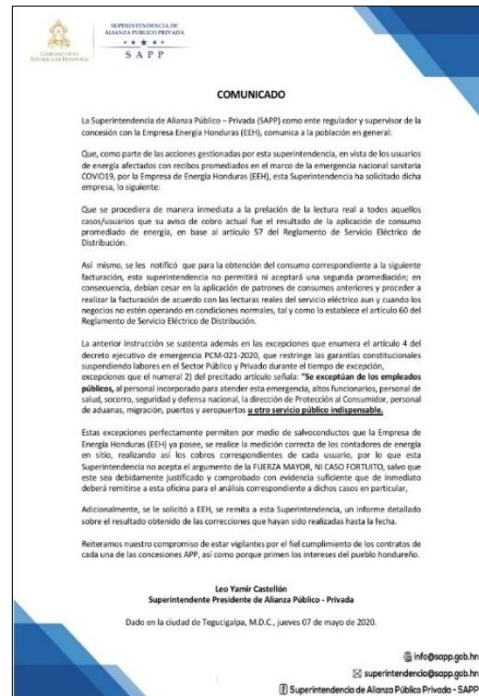 GOBIERNO DE LA
REPÚBLICA DE HONDURAS
SUPERINTENDENCIA DE
ALIANZA PUBLICO PRIVADA
SAPP
COMUNICADO
La Superintendencia de Alianza Público – Privada (SAPP) como ente regulador y supervisor de la
concesión con la Empresa Energía Honduras (EEH), comunica a la población en general:
Que, como parte de las acciones gestionadas por esta superintendencia, en vista de los usuarios
de energía afectados con recibos promediados en el marco de la emergencia nacional sanitaria
COVID19, por la Empresa de Energía Honduras (EEH), esta Superintendencia ha solicitado dicha
empresa, lo siguiente:
Que se procediera de manera inmediata a la prelación de la lectura real a todos aquellos
casos/usuarios que su aviso de cobro actual fue el resultado de la aplicación de consumo
promediado de energía, en base al artículo 57 del Reglamento de Servicio Eléctrico de
Distribución.
Así mismo, se les notificó que para la obtención del consumo correspondiente a la siguiente
facturación, esta superintendencia no permitirá ni aceptará una segunda promediación; en
consecuencia, debían cesar en la aplicación de patrones de consumos anteriores y proceder a
realizar la facturación de acuerdo con las lecturas reales del servicio eléctrico aun y cuando los
negocios no estén operando en condiciones normales, tal y como lo establece el artículo 60 del
Reglamento de Servicio Eléctrico de Distribución.
La anterior instrucción se sustenta además en las excepciones que enumera el artículo 4 del
decreto ejecutivo de emergencia PCM-021-2020, que restringe las garantías constitucionales
suspendiendo labores en el Sector Público y Privado durante el tiempo de excepción,
excepciones que el numeral 2) del precitado artículo señala: "Se exceptúan de los empleados
públicos, al personal incorporado para atender esta emergencia, altos funcionarios, personal de
salud, socorro, seguridad y defensa nacional, la dirección de Protección al Consumidor, personal
de aduanas, migración, puertos y aeropuertos u otro servicio público indispensable.
Estas excepciones perfectamente permiten por medio de salvoconductos que la Empresa de
Energía Honduras (EEH) ya posee, se realice la medición correcta de los contadores de energía
en sitio, realizando así los cobros correspondientes de cada usuario, por lo que esta
Superintendencia no acepta el argumento de la FUERZA MAYOR, NI CASO FORTUITO, salvo que
este sea debidamente justificado y comprobado con evidencia suficiente que de inmediato
deberá remitirse a esta oficina para el análisis correspondiente a dichos casos en particular,
Adicionalmente, se le solicitó a EEH, se remita a esta Superintendencia, un informe detallado
sobre el resultado obtenido de las correcciones que hayan sido realizadas hasta la fecha.
Reiteramos nuestro compromiso de estar vigilantes por el fiel cumplimiento de los contratos de
cada una de las concesiones APP, así como porque primen los intereses del pueblo hondureño.
Leo Yamir Castellón
Superintendente Presidente de Alianza Público - Privada
Dado en la ciudad de Tegucigalpa, M.D.C., jueves 07 de mayo de 2020.
info@sapp.gob.hn
superintendencia@sapp.gob.hn
Superintendencia de Alianza Público Privada - SAPP